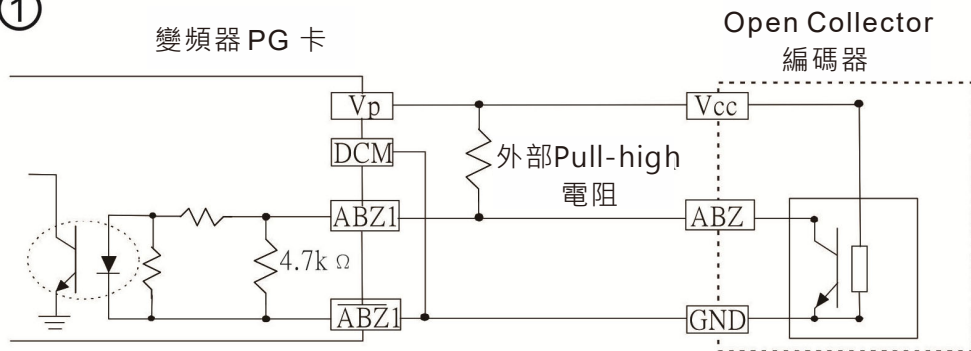 ①
變頻器 PG 卡
Open Collector
編碼器
Vp
Vcc
DCM
外部Pull-high
電阻
ABZ1
ABZ
4.7k Ω
A̅B̅Z̅1̅
GND